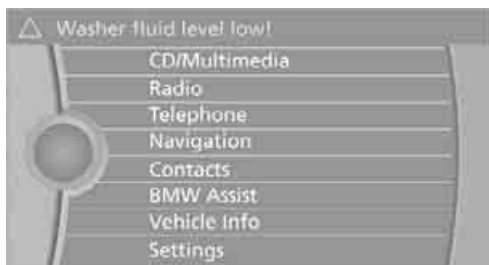 Washer fluid level low!
CD/Multimedia
Radio
Telephone
Navigation
Contacts
BMW Assist
Vehicle Info
Settings